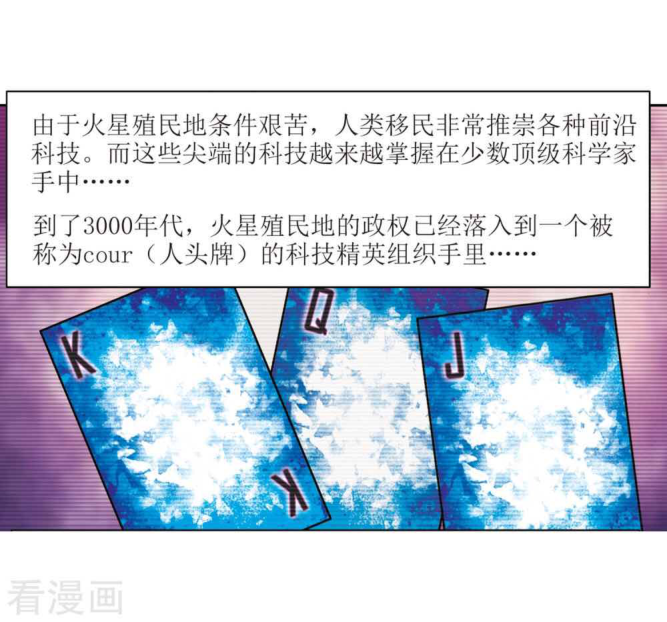 由于火星殖民地条件艰苦，人类移民非常推崇各种前沿
科技。而这些尖端的科技越来越掌握在少数顶级科学家
手中……
到了3000年代，火星殖民地的政权已经落入到一个被
称为cour（人头牌）的科技精英组织手里……
K
Q
J
K
看漫画